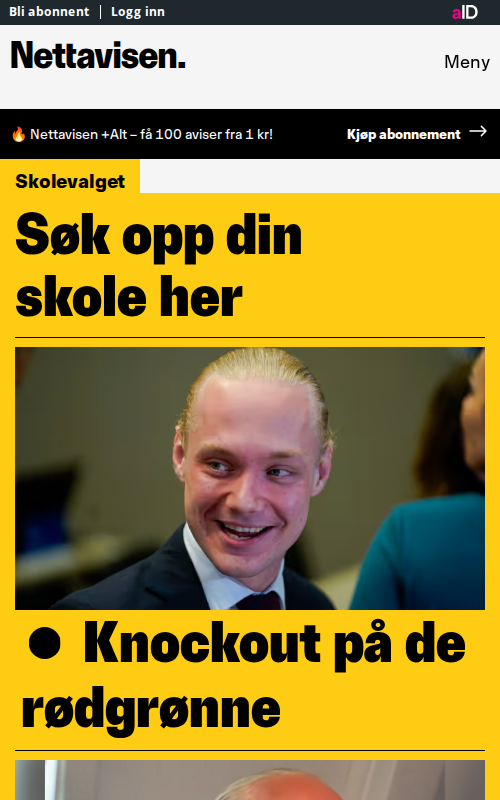 Bli abonnent | Logg inn
aID
Nettavisen.
Meny
🔥 Nettavisen +Alt – få 100 aviser fra 1 kr!
Kjøp abonnement →
Skolevalget
Søk opp din
skole her
● Knockout på de
rødgrønne